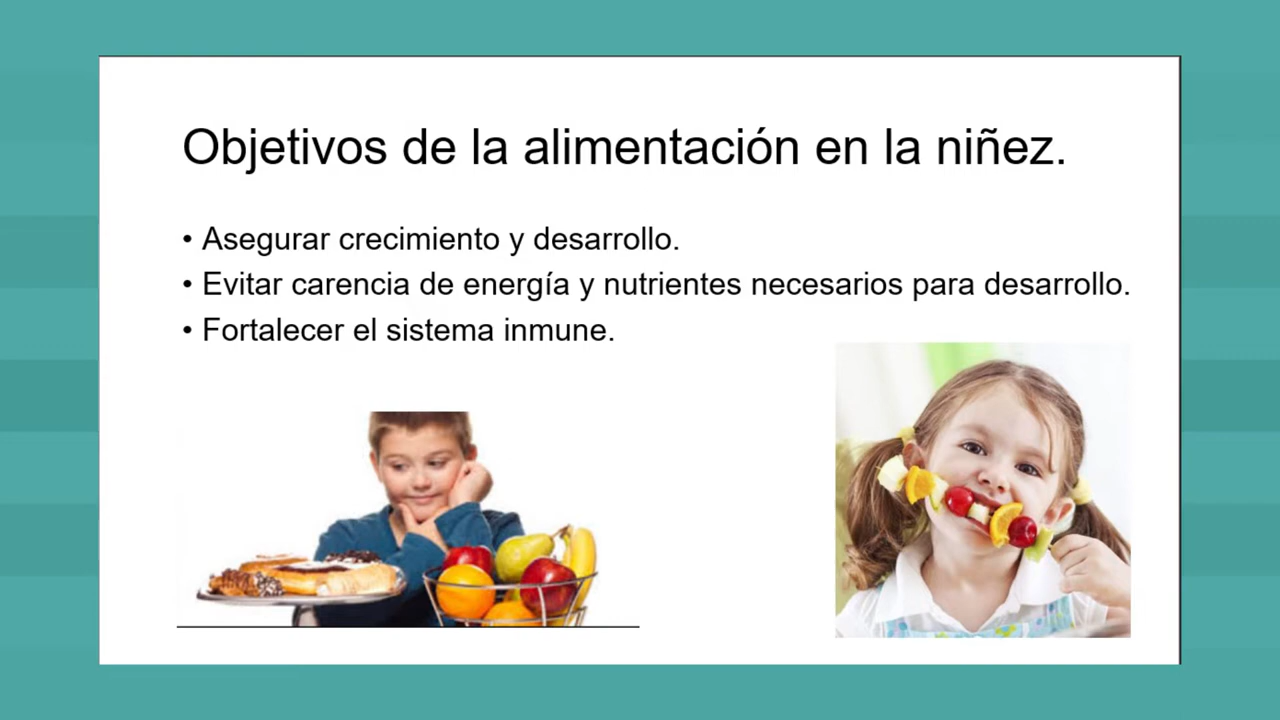 Objetivos de la alimentación en la niñez.
• Asegurar crecimiento y desarrollo.
• Evitar carencia de energía y nutrientes necesarios para desarrollo.
• Fortalecer el sistema inmune.